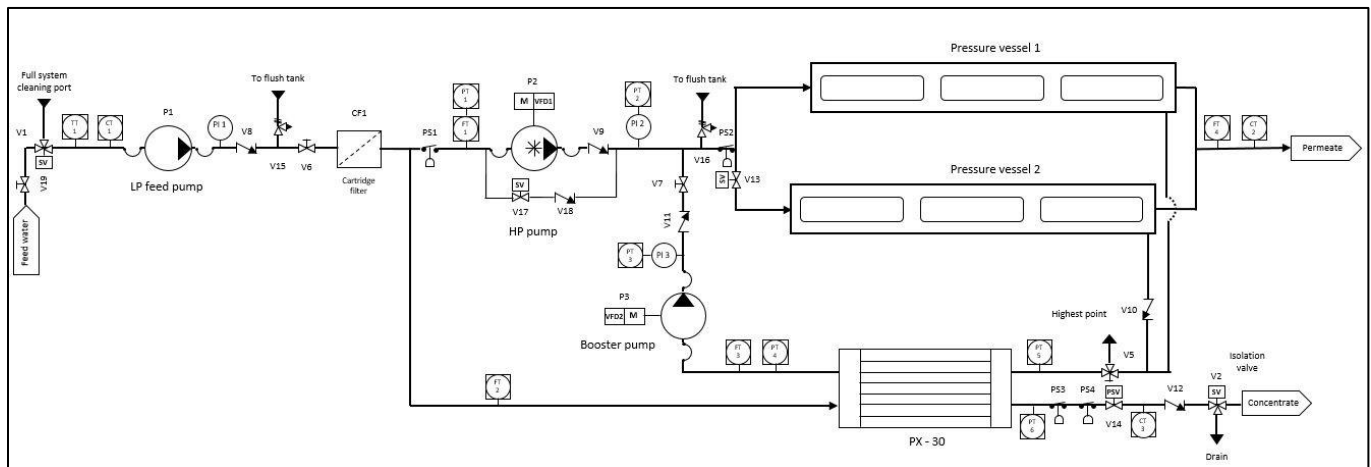 Full system
cleaning port
V1
SV
V19
Feed water
TT
1
CT
1
P1
LP feed pump
PI 1
V8
To flush tank
V15
V6
CF1
Cartridge
filter
PS1
PT
1
FT
1
P2
M
VFD1
V9
SV
V17
V18
HP pump
PT
2
PI 2
To flush tank
V16
PS2
SV
V13
V7
V11
PT
3
PI 3
P3
VFD2
M
Booster pump
Pressure vessel 1
Pressure vessel 2
FT
4
CT
2
Permeate
V10
Highest point
V5
FT
2
FT
3
PT
4
PX - 30
PT
5
PT
6
PS3
PS4
PSV
V14
CT
3
V12
Isolation
valve
V2
SV
Concentrate
Drain